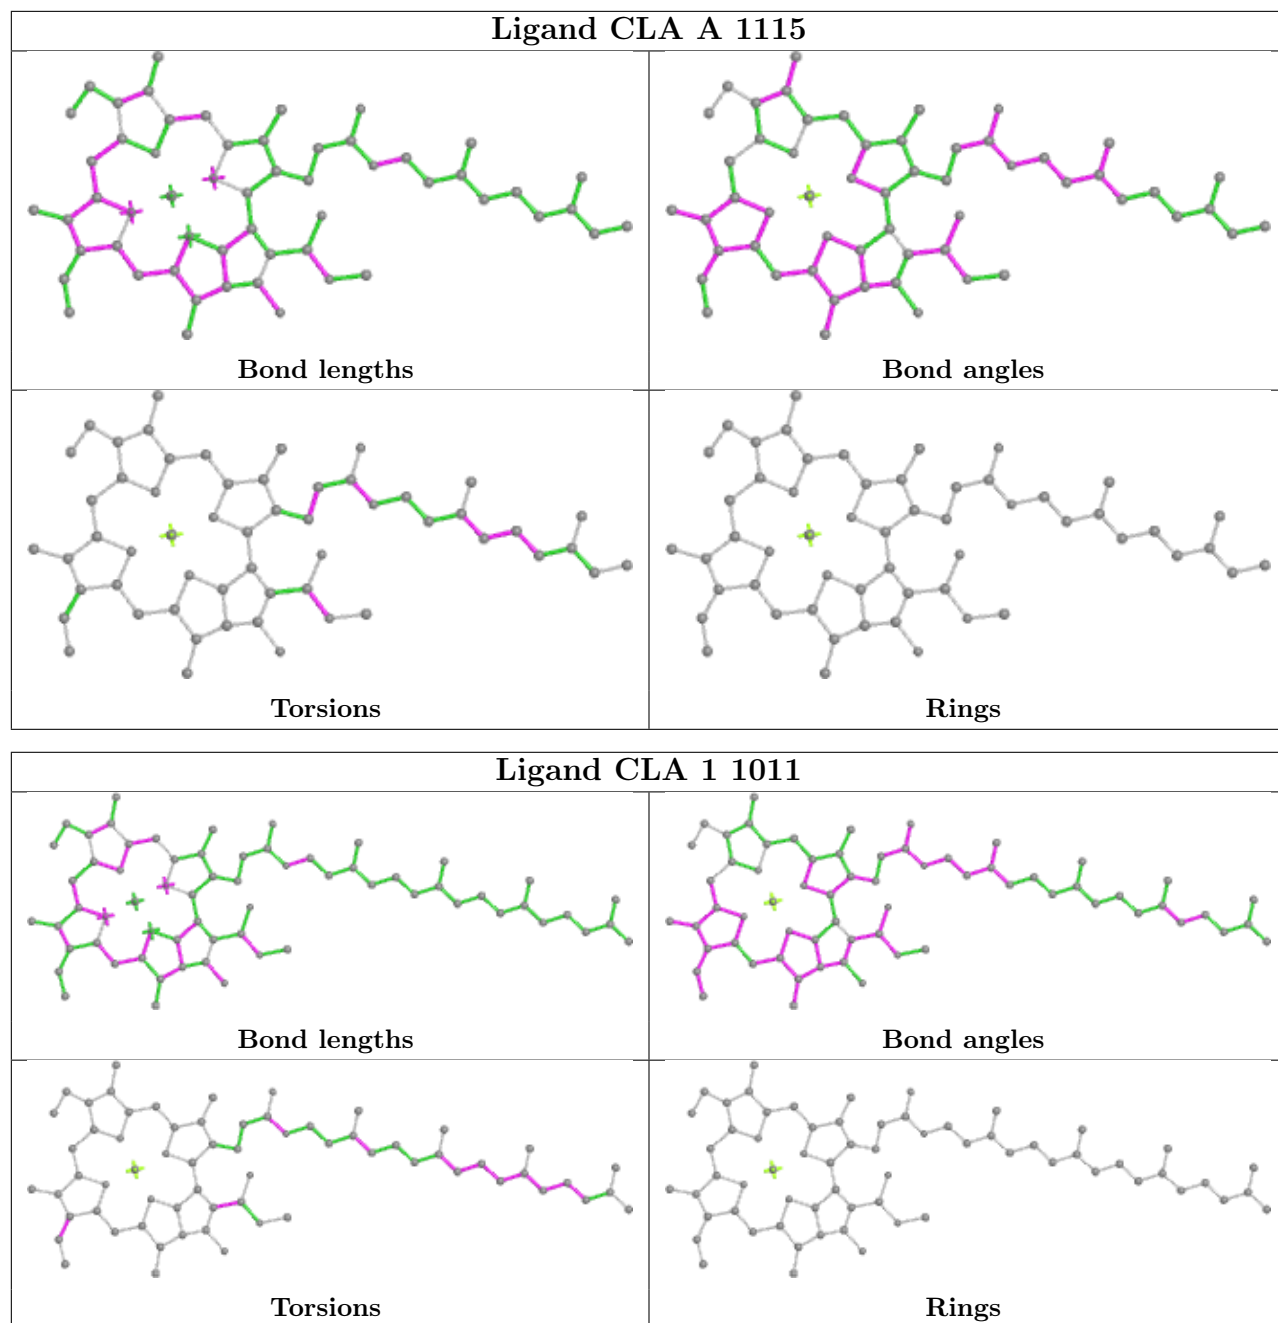 Ligand CLA A 1115
Bond lengths
Bond angles
Torsions
Rings
Ligand CLA 1 1011
Bond lengths
Bond angles
Torsions
Rings